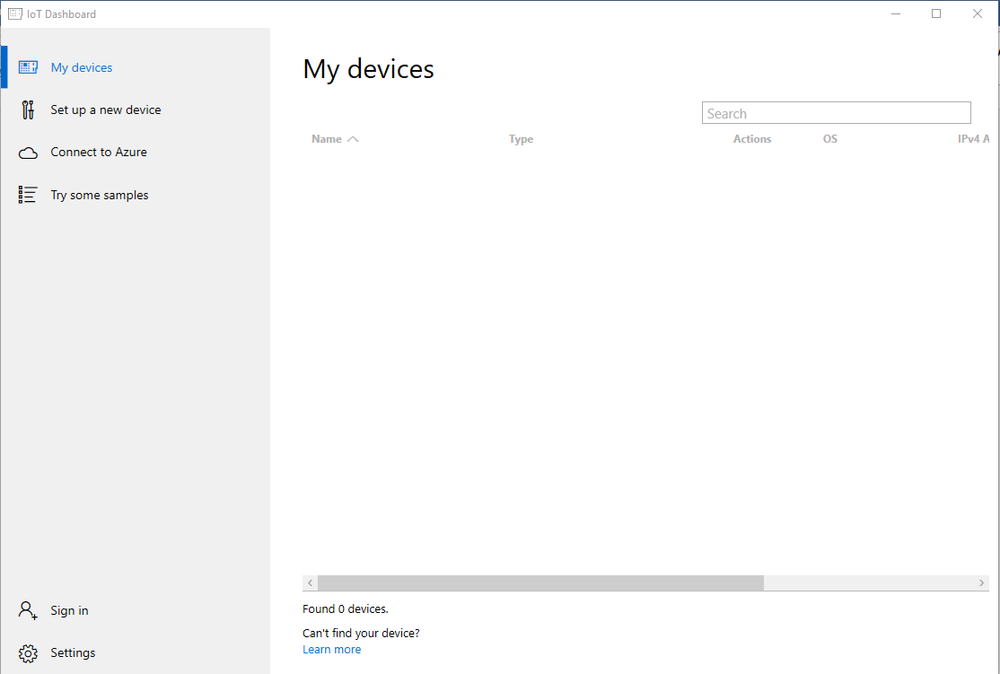 IoT Dashboard
My devices
Set up a new device
Connect to Azure
Try some samples
Sign in
Settings
My devices
Search
Name Type Actions OS IPv4 A
Found 0 devices.
Can't find your device?
Learn more